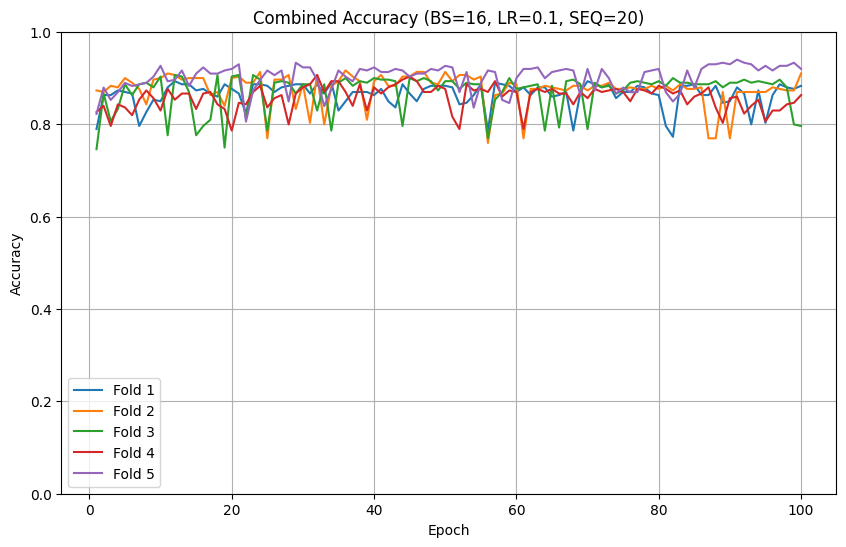 Combined Accuracy (BS=16, LR=0.1, SEQ=20)
1.0
0.8
0.6
0.4
0.2
0.0
Accuracy
Fold 1
Fold 2
Fold 3
Fold 4
Fold 5
0 20 40 60 80 100
Epoch